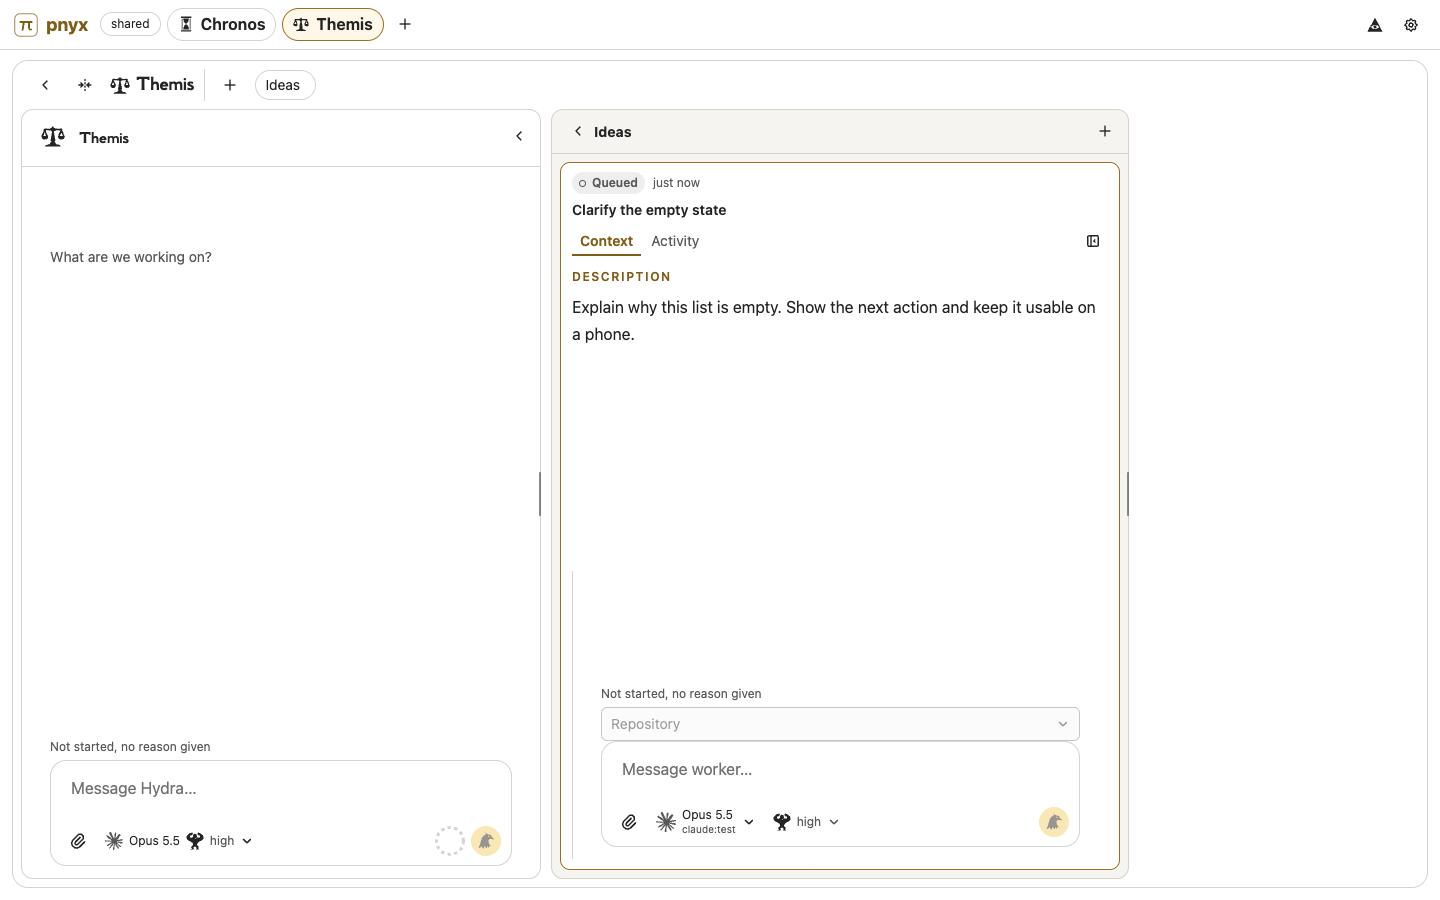 π pnyx shared Chronos Themis
Themis Ideas
Themis
What are we working on?
Not started, no reason given
Message Hydra...
Opus 5.5 high
Ideas
Queued just now
Clarify the empty state
Context Activity
DESCRIPTION
Explain why this list is empty. Show the next action and keep it usable on
a phone.
Not started, no reason given
Repository
Message worker...
Opus 5.5
claude:test
high